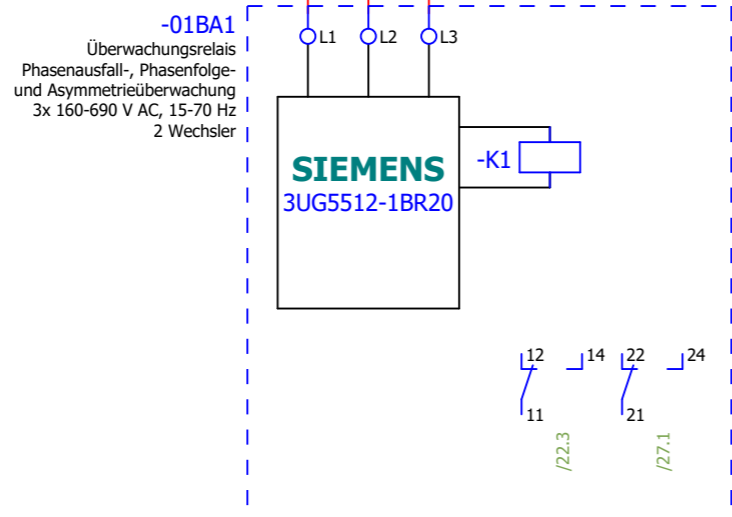 -01BA1
Überwachungsrelais
Phasenausfall-, Phasenfolge-
und Asymmetrieüberwachung
3x 160-690 V AC, 15-70 Hz
2 Wechsler
L1 L2 L3
SIEMENS
3UG5512-1BR20
-K1
12 14 22 24
11 21
/22.3 /27.1